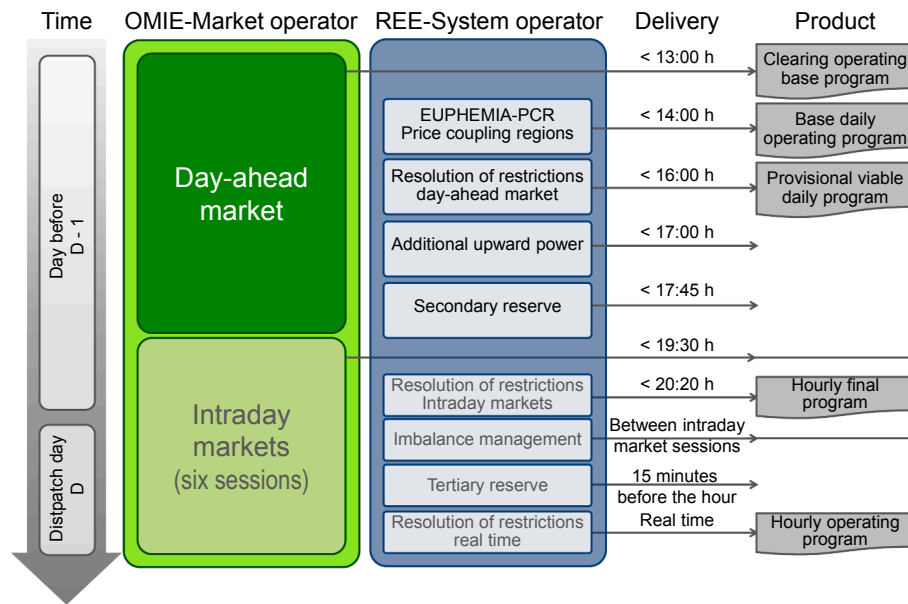 Time
OMIE-Market operator
REE-System operator
Delivery
Product
Day before
D - 1
Distpatch day
D
Day-ahead
market
Intraday
markets
(six sessions)
EUPHEMIA-PCR
Price coupling regions
Resolution of restrictions
day-ahead market
Additional upward power
Secondary reserve
Resolution of restrictions
Intraday markets
Imbalance management
Tertiary reserve
Resolution of restrictions
real time
< 13:00 h
< 14:00 h
< 16:00 h
< 17:00 h
< 17:45 h
< 19:30 h
< 20:20 h
Between intraday
market sessions
15 minutes
before the hour
Real time
Clearing operating
base program
Base daily
operating program
Provisional viable
daily program
Hourly final
program
Hourly operating
program